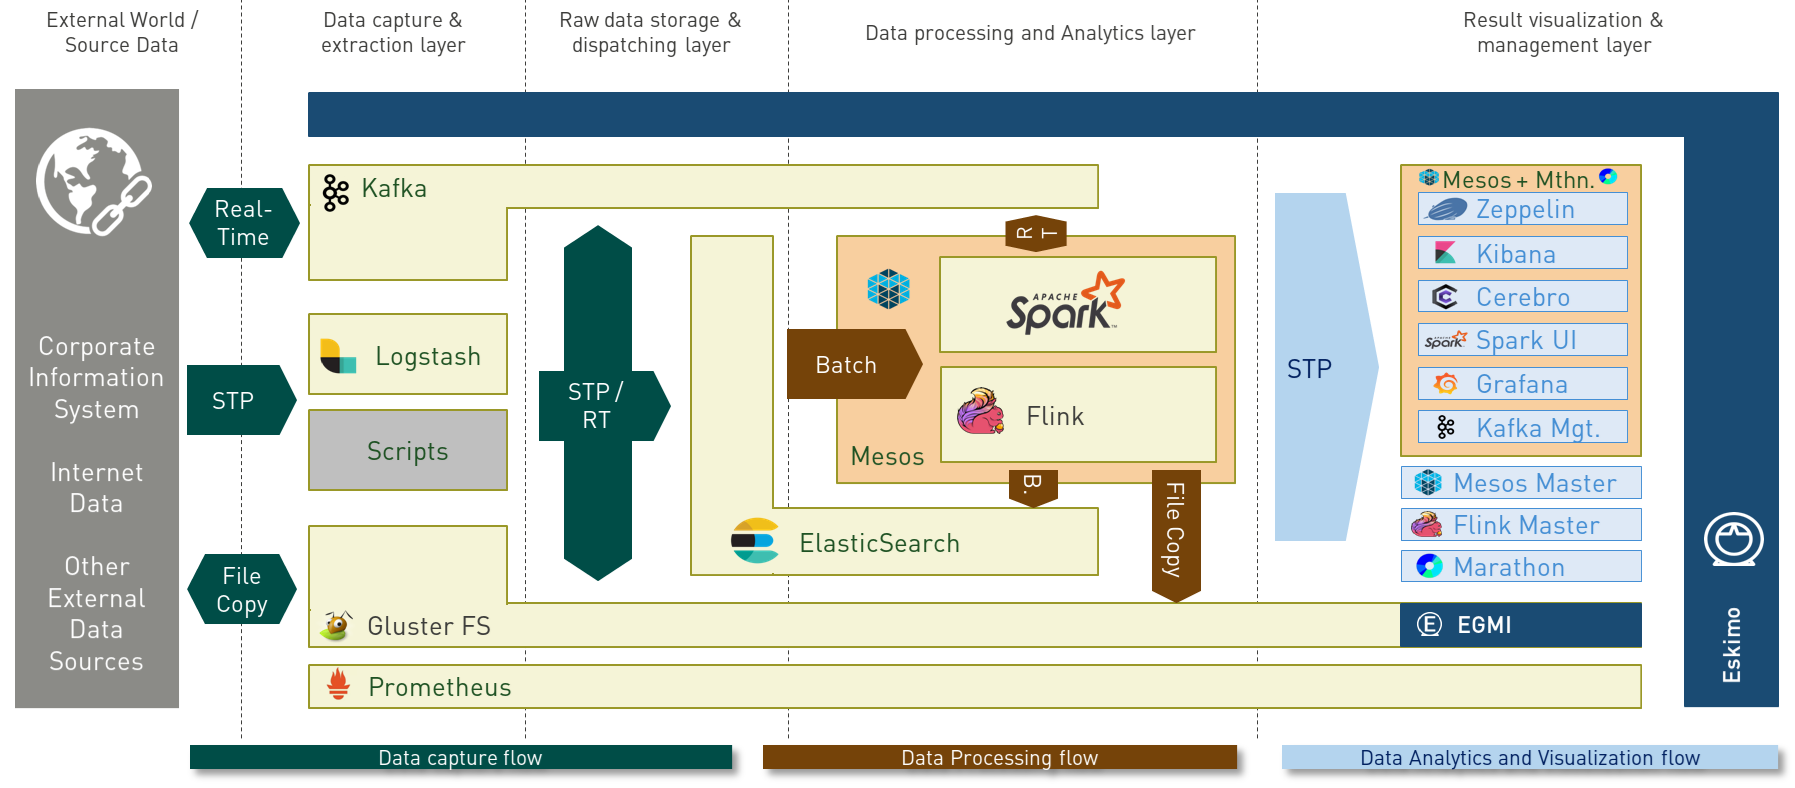 External World /
Source Data
Data capture &
extraction layer
Raw data storage &
dispatching layer
Data processing and Analytics layer
Result visualization &
management layer
Corporate
Information
System
Internet
Data
Other
External
Data
Sources
Real-
Time
STP
File
Copy
Kafka
Logstash
Scripts
Gluster FS
Prometheus
STP /
RT
ElasticSearch
Batch
Mesos
R
T
APACHE
Spark
TM
Flink
B.
File Copy
STP
Mesos + Mthn.
Zeppelin
Kibana
Cerebro
APACHE
Spark
Spark UI
Grafana
Kafka Mgt.
Mesos Master
Flink Master
Marathon
E
EGMI
Eskimo
Data capture flow
Data Processing flow
Data Analytics and Visualization flow